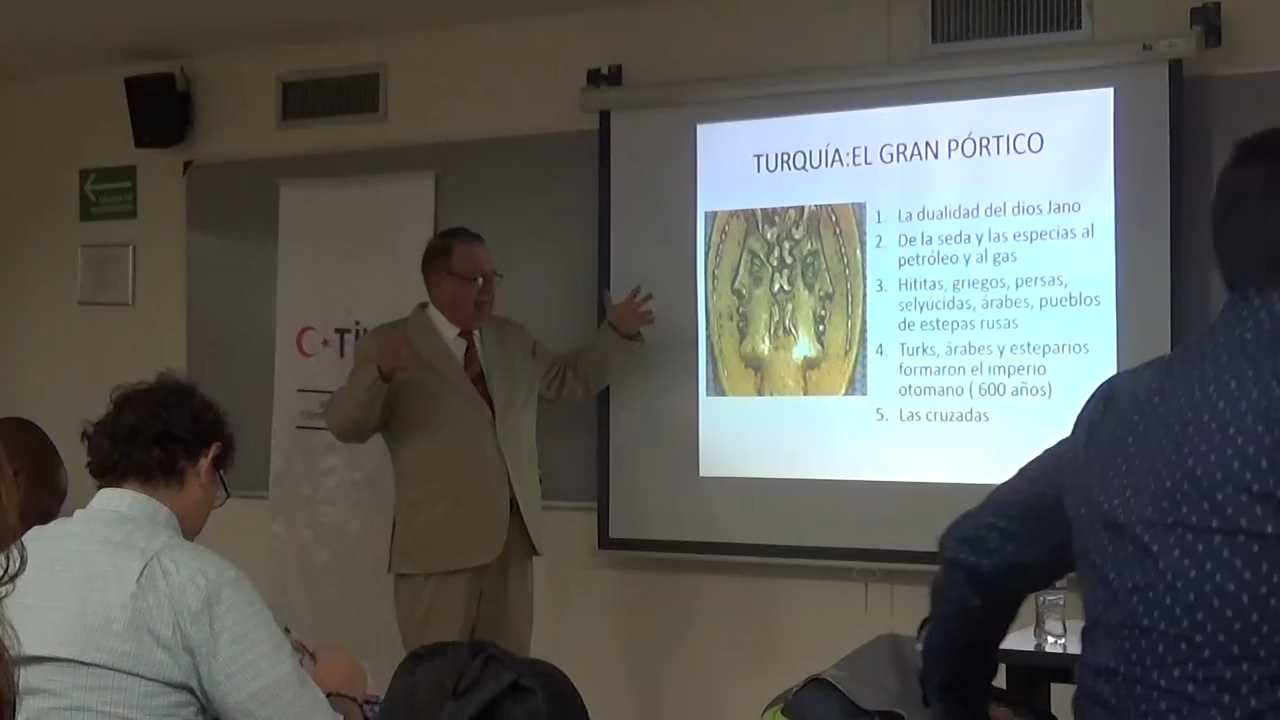 TURQUÍA:EL GRAN PÓRTICO
1. La dualidad del dios Jano
2. De la seda y las especias al
petróleo y al gas
3. Hititas, griegos, persas,
selyúcidas, árabes, pueblos
de estepas rusas
4. Turks, árabes y esteparios
formaron el imperio
otomano ( 600 años)
5. Las cruzadas